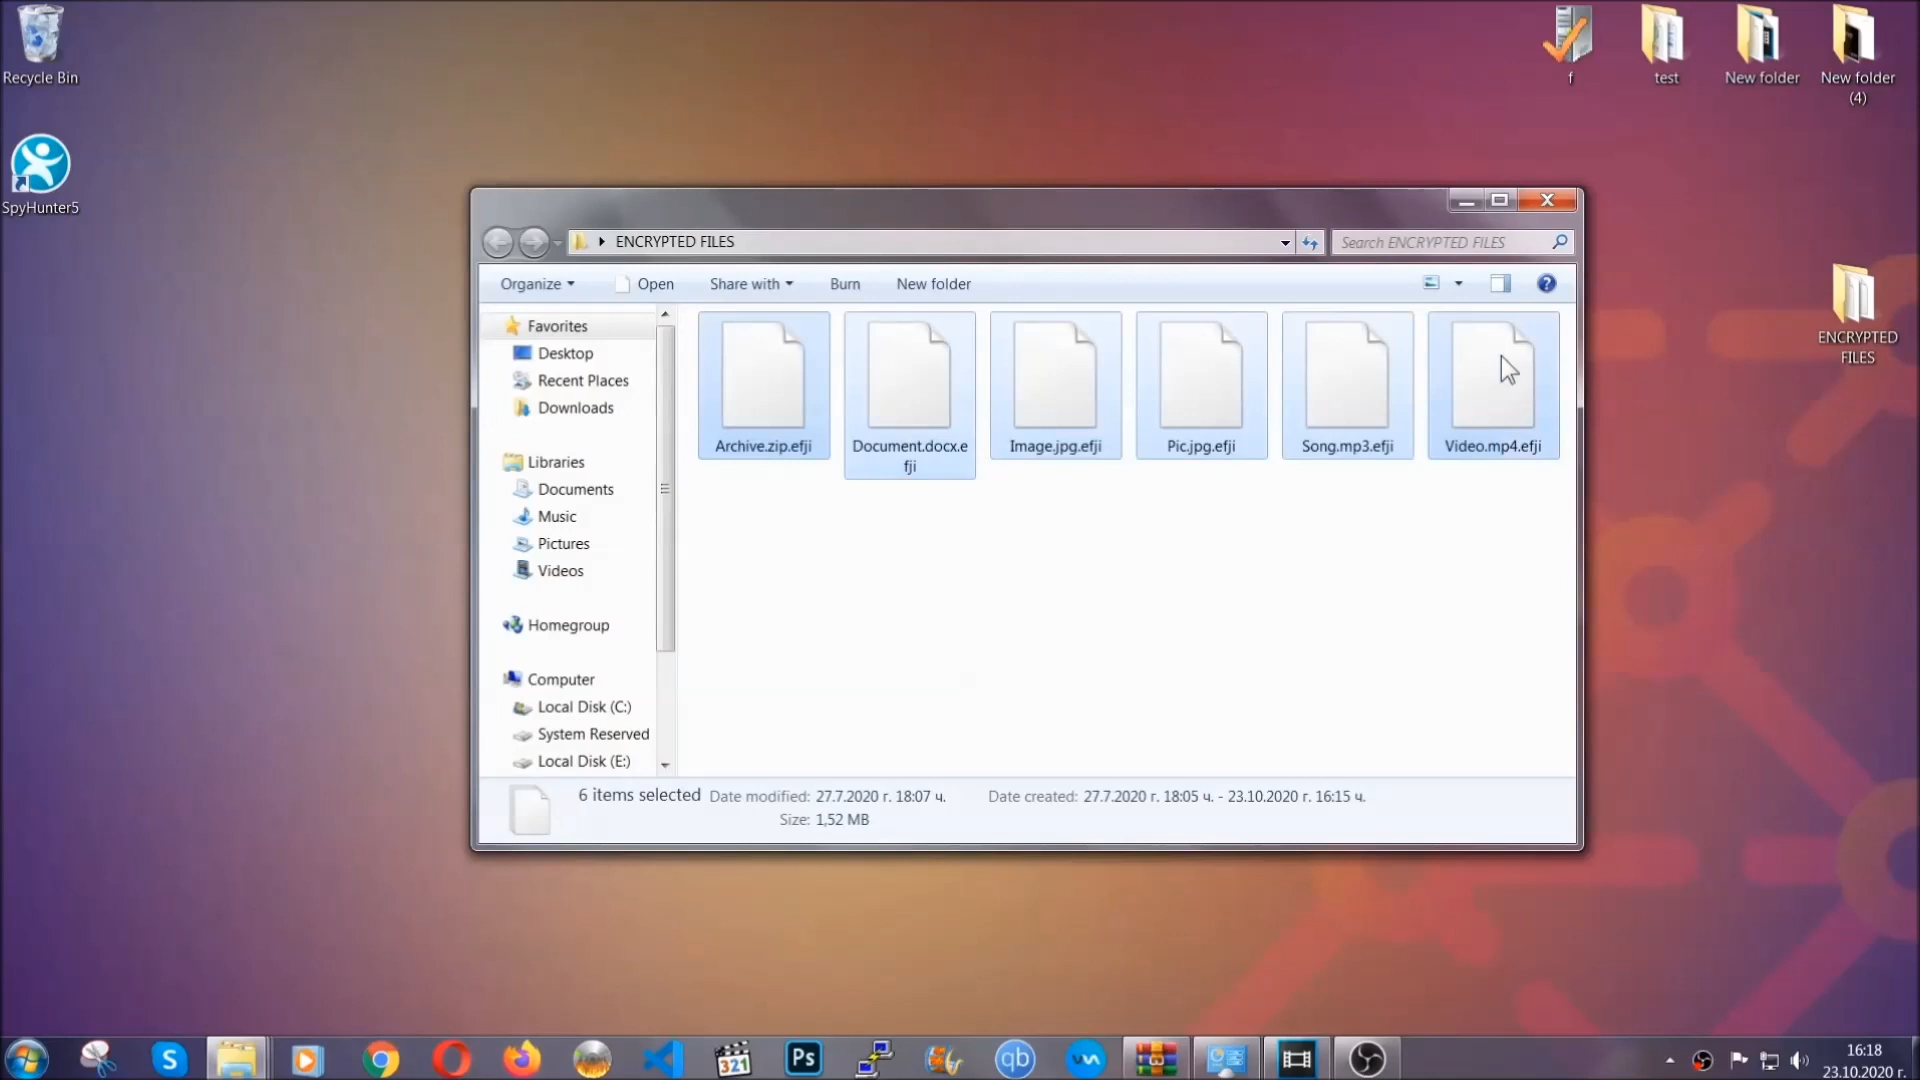 Recycle Bin
SpyHunter5
f
test
New folder
New folder
(4)
ENCRYPTED
FILES
ENCRYPTED FILES
Search ENCRYPTED FILES
Organize
Open
Share with
Burn
New folder
Favorites
Desktop
Recent Places
Downloads
Libraries
Documents
Music
Pictures
Videos
Homegroup
Computer
Local Disk (C:)
System Reserved
Local Disk (E:)
Archive.zip.efji
Document.docx.e
fji
Image.jpg.efji
Pic.jpg.efji
Song.mp3.efji
Video.mp4.efji
6 items selected
Date modified: 27.7.2020 г. 18:07 ч.
Date created: 27.7.2020 г. 18:05 ч. - 23.10.2020 г. 16:15 ч.
Size: 1,52 MB
S
321
Ps
qb
16:18
23.10.2020 г.